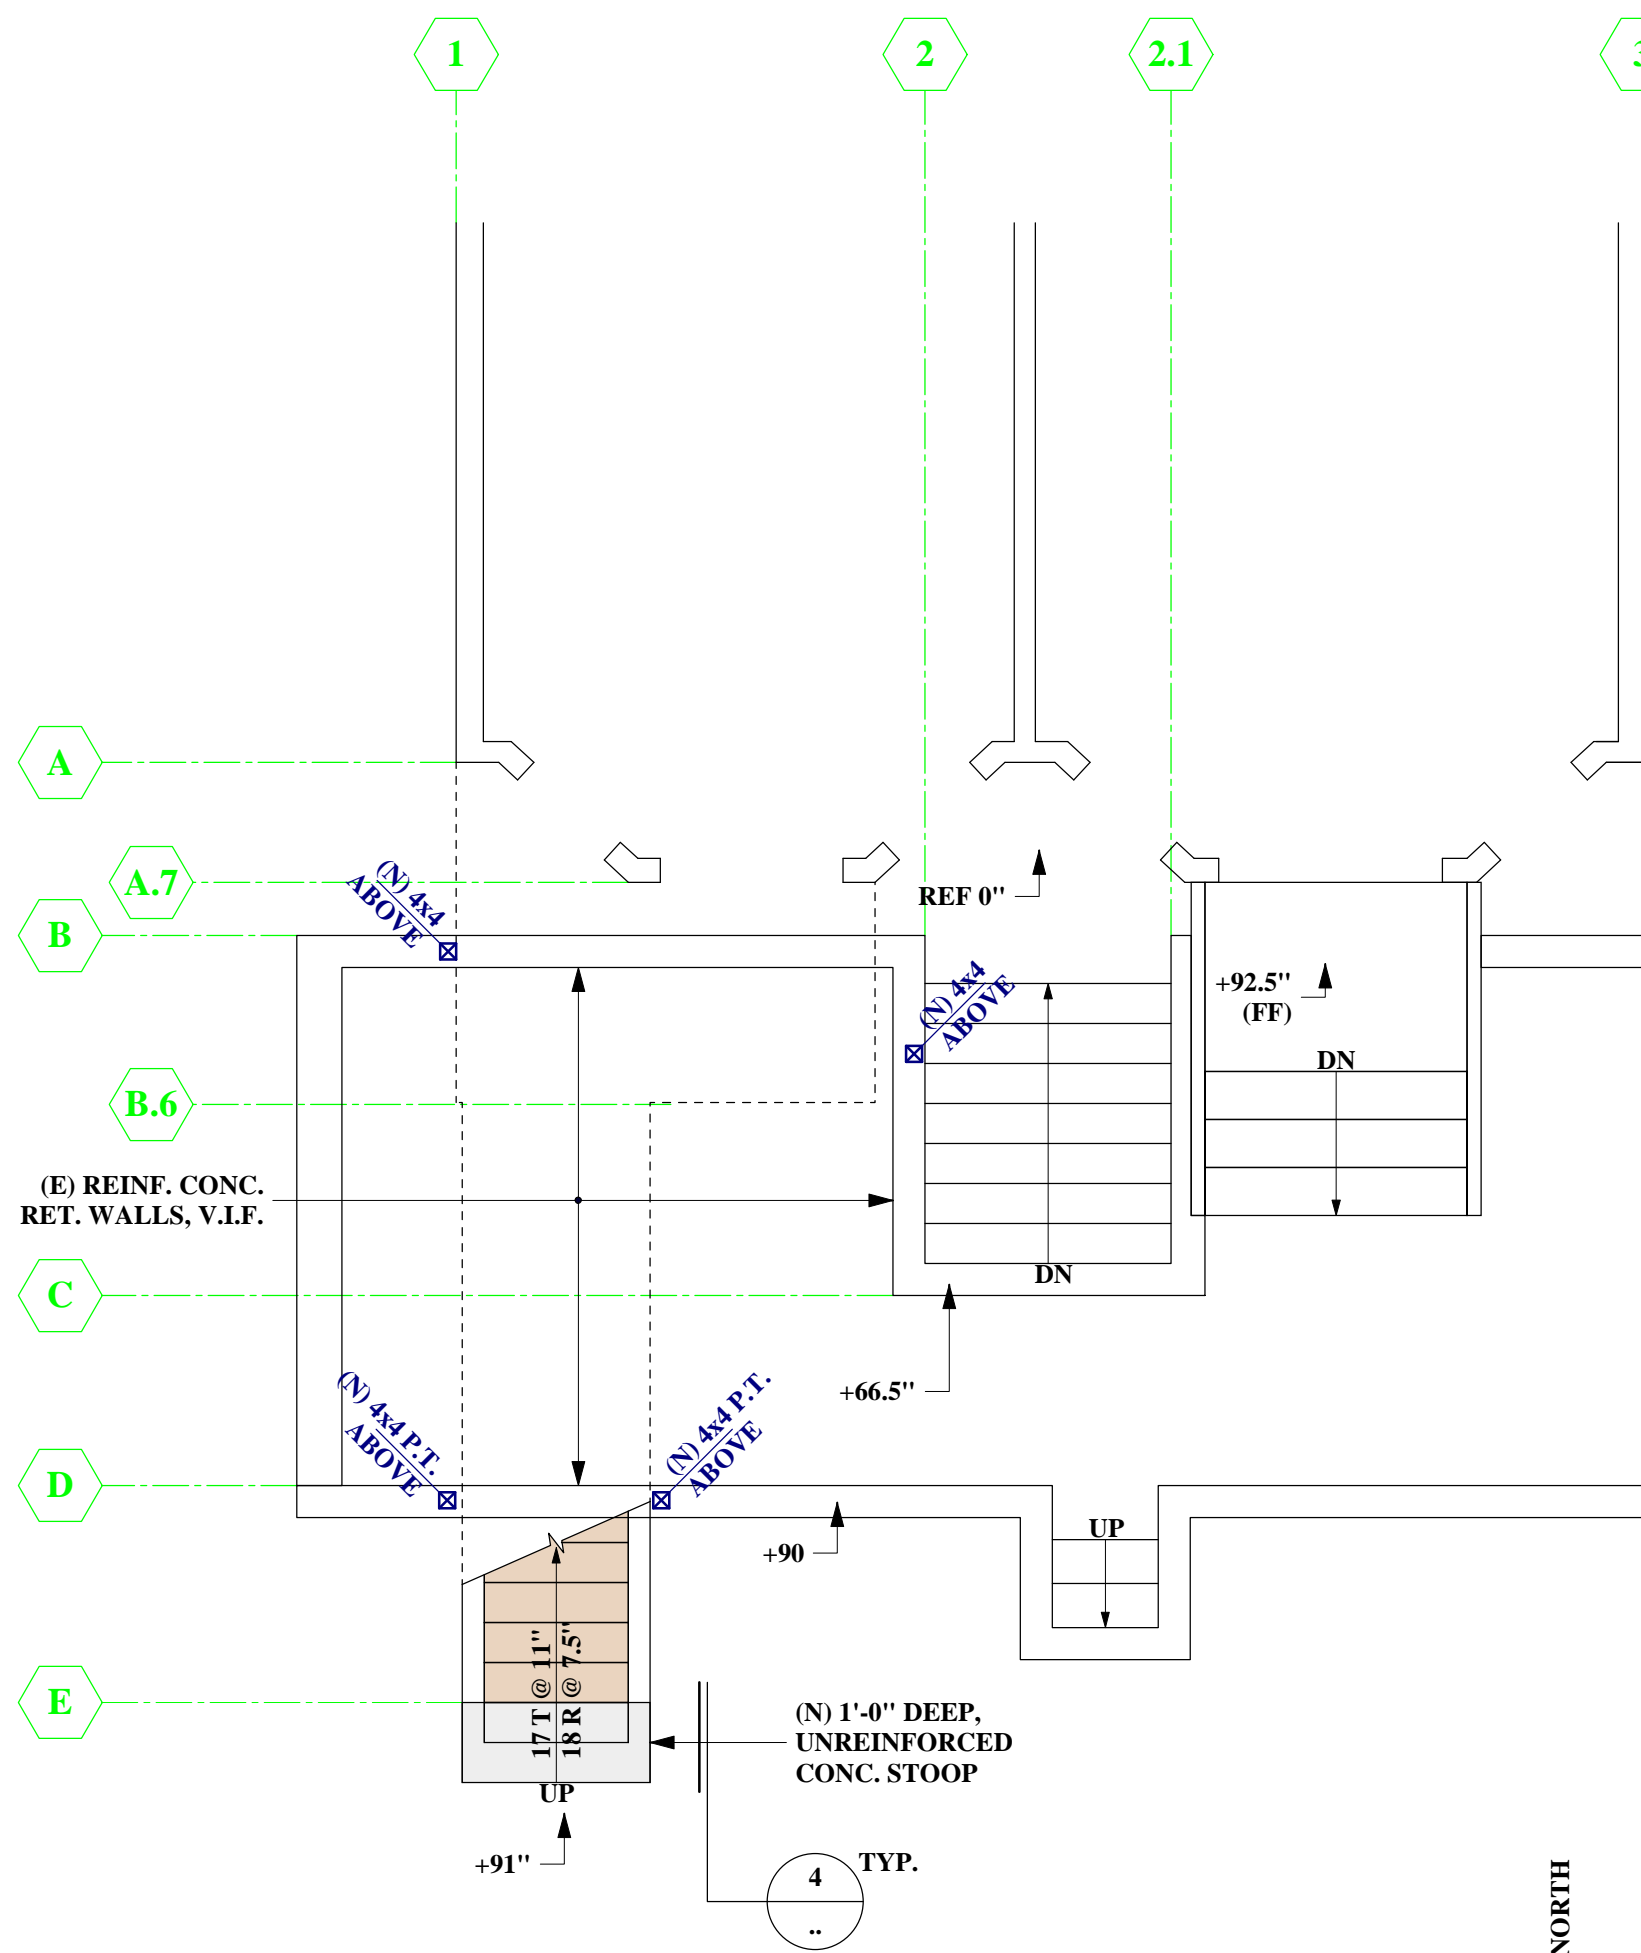 1
2
2.1
A
A.7
(N) 4x4
ABOVE
REF 0"
B
(N) 4x4
ABOVE
+92.5"
(FF)
DN
B.6
(E) REINF. CONC.
RET. WALLS, V.I.F.
DN
C
+66.5"
(N) 4x4 P.T.
ABOVE
(N) 4x4 P.T.
ABOVE
D
UP
+90
17 T @ 11"
18 R @ 7.5"
E
(N) 1'-0" DEEP,
UNREINFORCED
CONC. STOOP
UP
+91"
4
..
TYP.
NORTH